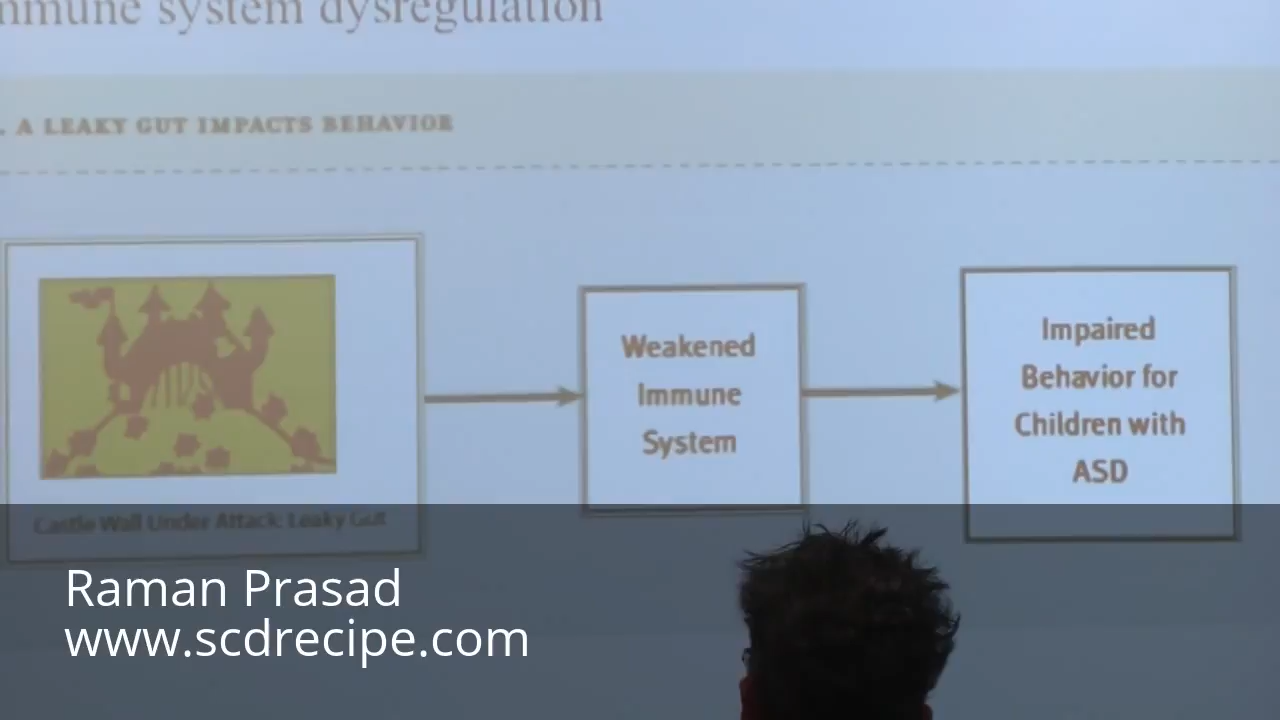 mmune system dysregulation
. A LEAKY GUT IMPACTS BEHAVIOR
Weakened
Immune
System
Impaired
Behavior for
Children with
ASD
Castle Wall Under Attack: Leaky Gut
Raman Prasad
www.scdrecipe.com